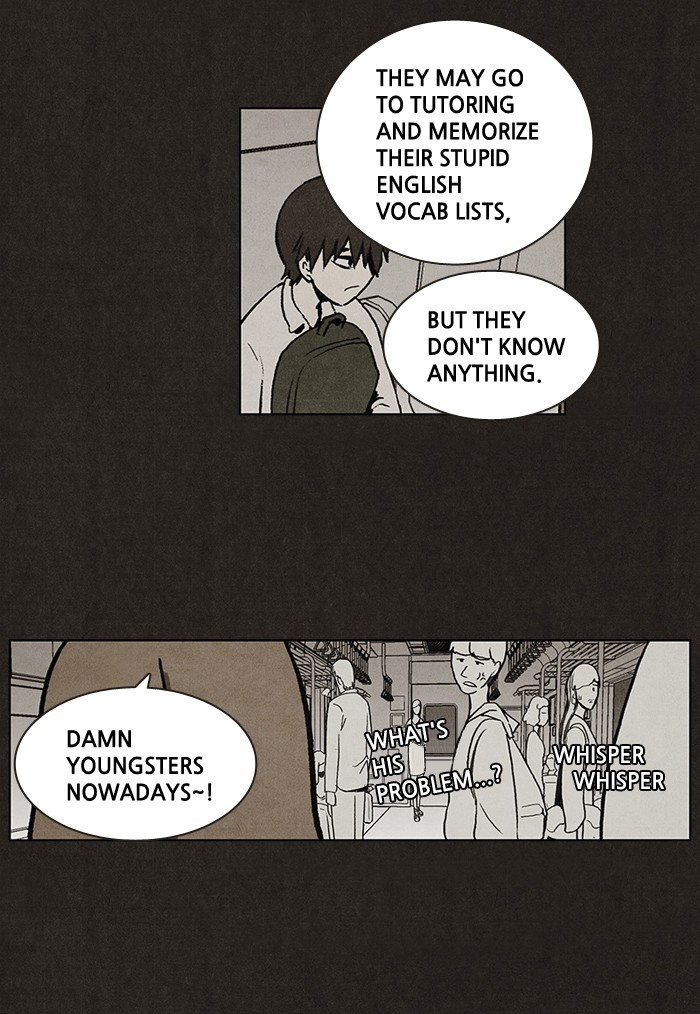 THEY MAY GO
TO TUTORING
AND MEMORIZE
THEIR STUPID
ENGLISH
VOCAB LISTS,
BUT THEY
DON'T KNOW
ANYTHING.
DAMN
YOUNGSTERS
NOWADAYS~!
WHAT'S
HIS
PROBLEM...?
WHISPER
WHISPER